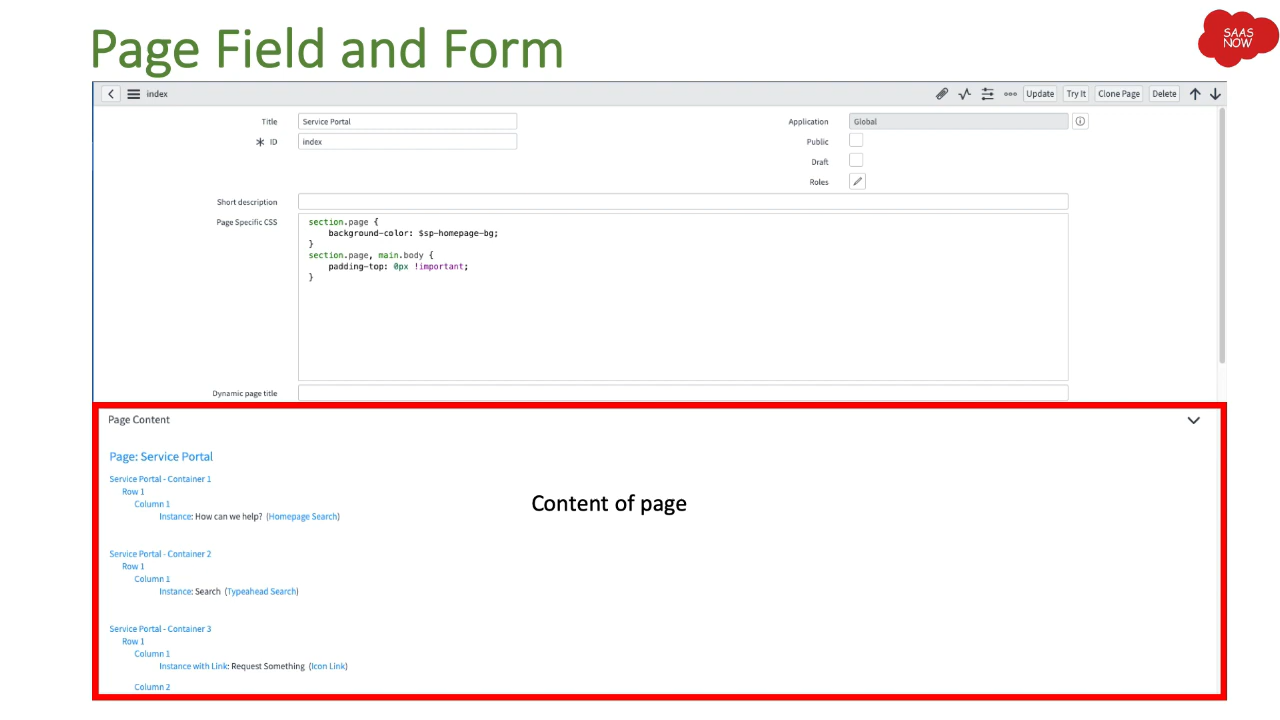 Page Field and Form
SAAS
NOW
index
Update
Try It
Clone Page
Delete
Title
Service Portal
Application
Global
ID
index
Public
Draft
Roles
Short description
Page Specific CSS
section.page {
background-color: $sp-homepage-bg;
}
section.page, main.body {
padding-top: 0px !important;
}
Dynamic page title
Page Content
Page: Service Portal
Service Portal - Container 1
Row 1
Column 1
Instance: How can we help? (Homepage Search)
Content of page
Service Portal - Container 2
Row 1
Column 1
Instance: Search (Typeahead Search)
Service Portal - Container 3
Row 1
Column 1
Instance with Link: Request Something (Icon Link)
Column 2